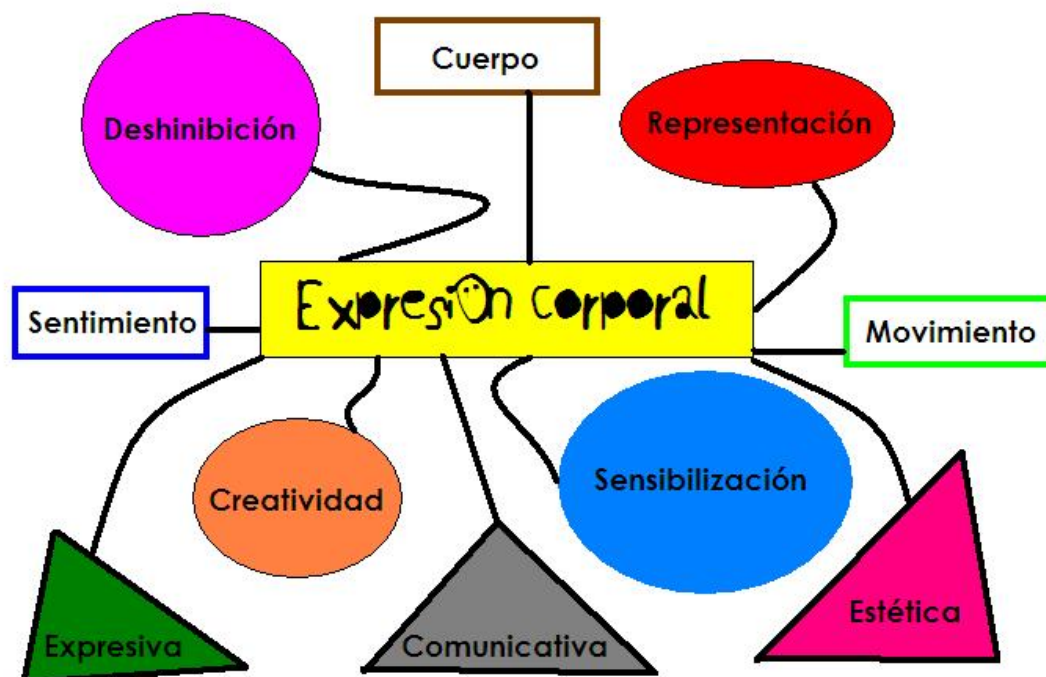 Cuerpo
Deshinibición
Representación
Expresión corporal
Sentimiento
Movimiento
Creatividad
Sensibilización
Expresiva
Comunicativa
Estética